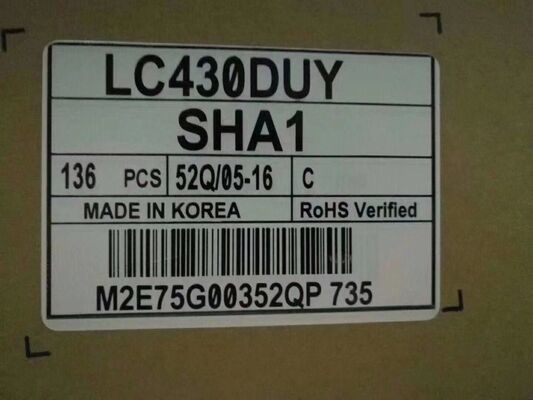 LC430DUY
SHA1
136 PCS 52Q/05-16 C
MADE IN KOREA RoHS Verified
M2E75G00352QP 735